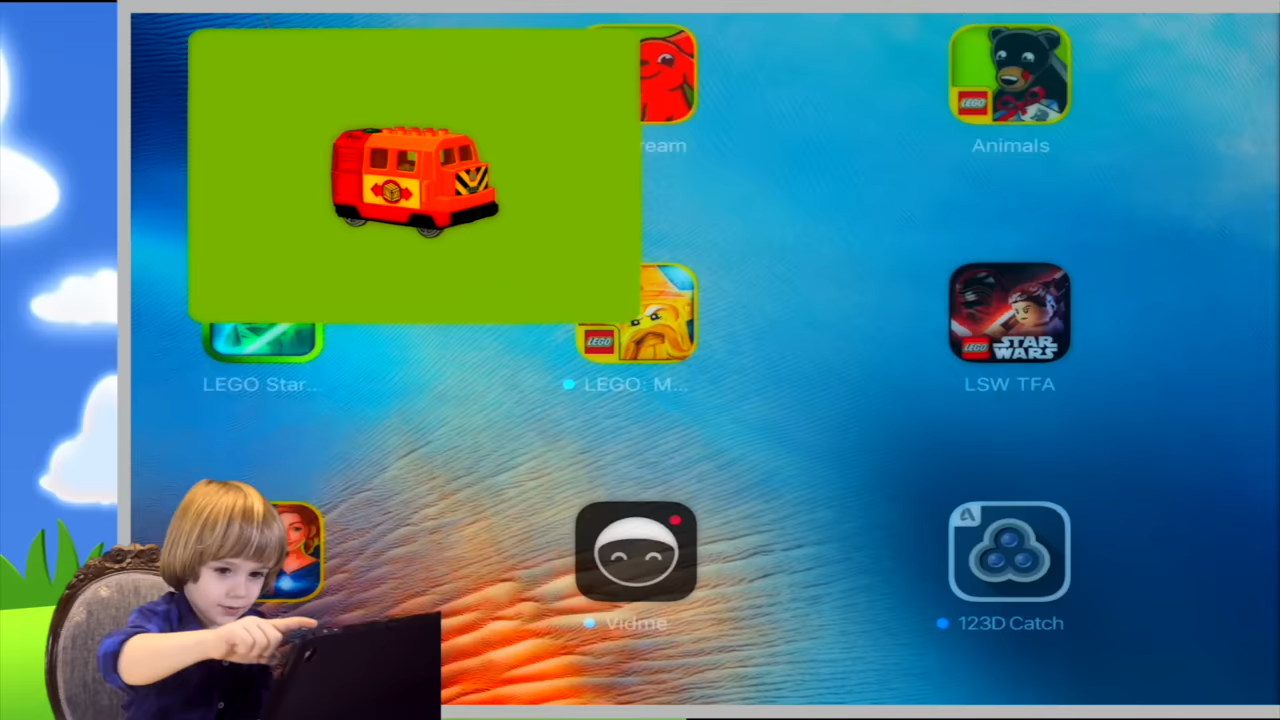 ream
LEGO
Animals
LEGO
LEGO STAR WARS
LEGO Star...
LEGO: M...
LSW TFA
Vidme
123D Catch